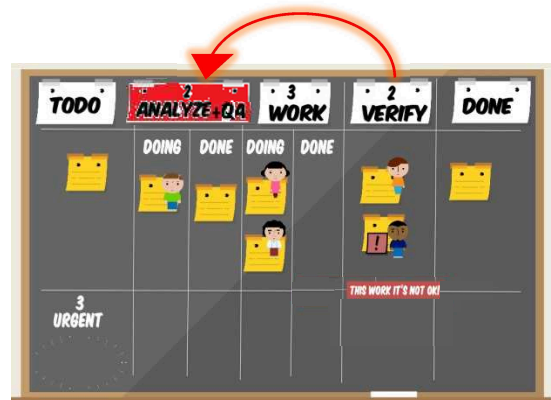 TODO
2
ANALYZE+QA
3
WORK
2
VERIFY
DONE
DOING
DONE
DOING
DONE
!
THIS WORK IT'S NOT OK!
3
URGENT